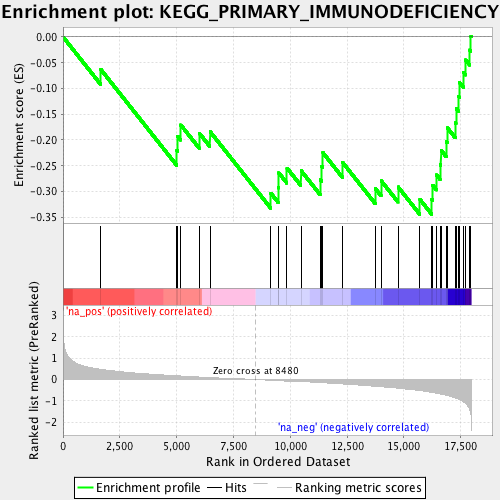 Enrichment plot: KEGG_PRIMARY_IMMUNODEFICIENCY
Enrichment score (ES)
0.00
-0.05
-0.10
-0.15
-0.20
-0.25
-0.30
-0.35
'na_pos' (positively correlated)
Ranked list metric (PreRanked)
3
2
1
0
-1
-2
Zero cross at 8480
'na_neg' (negatively correlated)
0 2,500 5,000 7,500 10,000 12,500 15,000 17,500
Rank in Ordered Dataset
Enrichment profile Hits Ranking metric scores